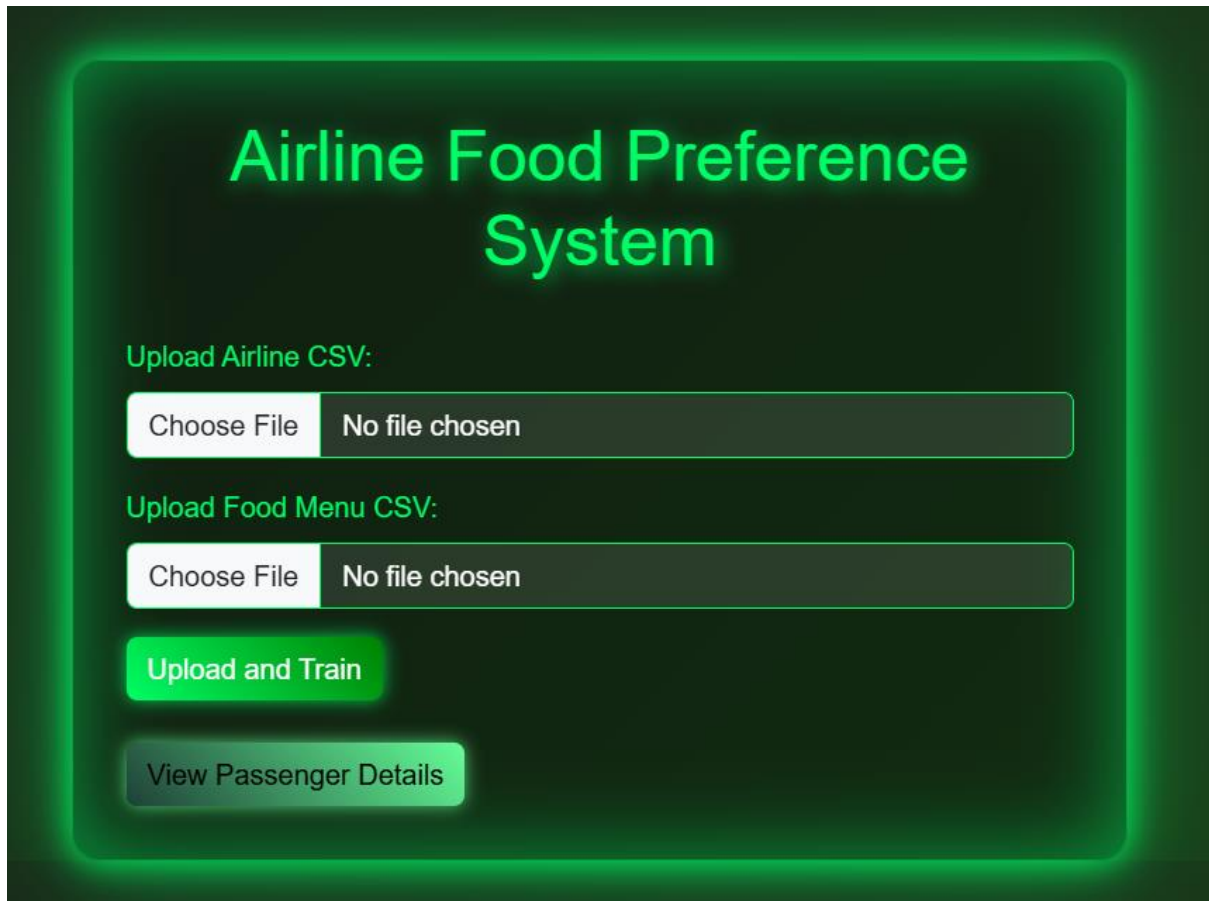 Airline Food Preference
System
Upload Airline CSV:
Choose File No file chosen
Upload Food Menu CSV:
Choose File No file chosen
Upload and Train
View Passenger Details